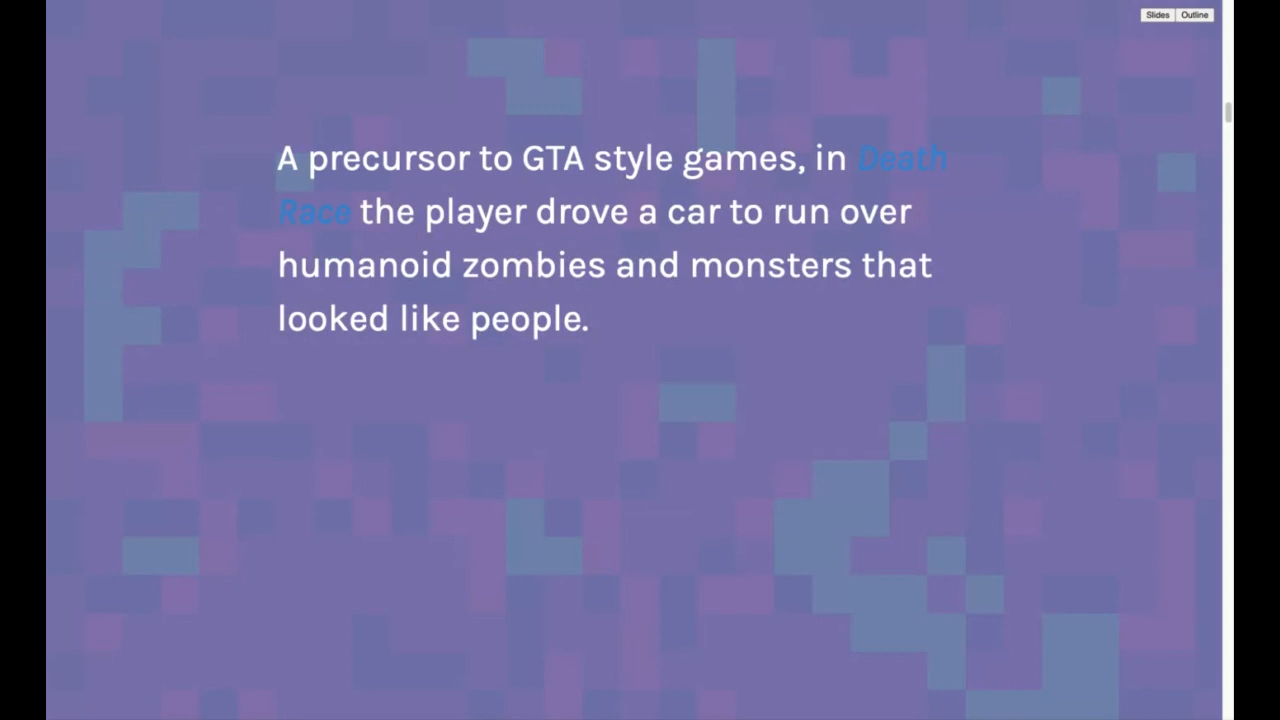 Slides Outline
A precursor to GTA style games, in Death
Race the player drove a car to run over
humanoid zombies and monsters that
looked like people.